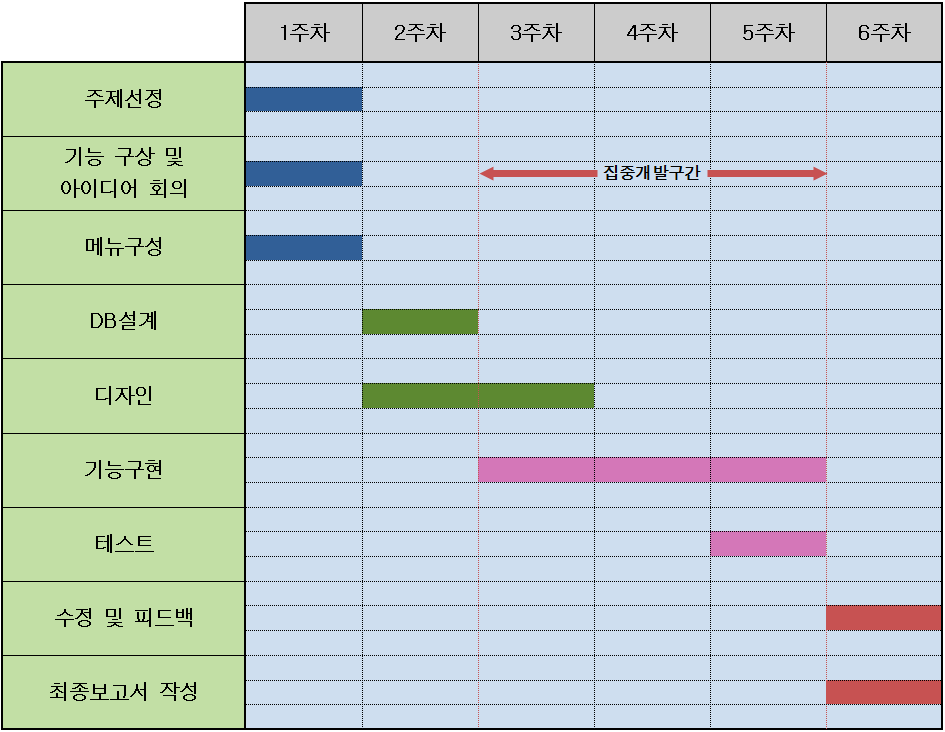 1주차 2주차 3주차 4주차 5주차 6주차
주제선정
기능 구상 및
아이디어 회의
집중개발구간
메뉴구성
DB설계
디자인
기능구현
테스트
수정 및 피드백
최종보고서 작성